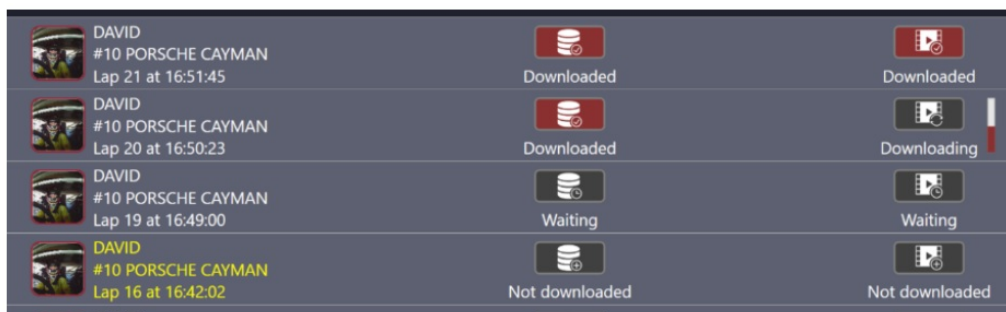 DAVID
#10 PORSCHE CAYMAN
Lap 21 at 16:51:45
Downloaded
Downloaded
DAVID
#10 PORSCHE CAYMAN
Lap 20 at 16:50:23
Downloaded
Downloading
DAVID
#10 PORSCHE CAYMAN
Lap 19 at 16:49:00
Waiting
Waiting
DAVID
#10 PORSCHE CAYMAN
Lap 16 at 16:42:02
Not downloaded
Not downloaded